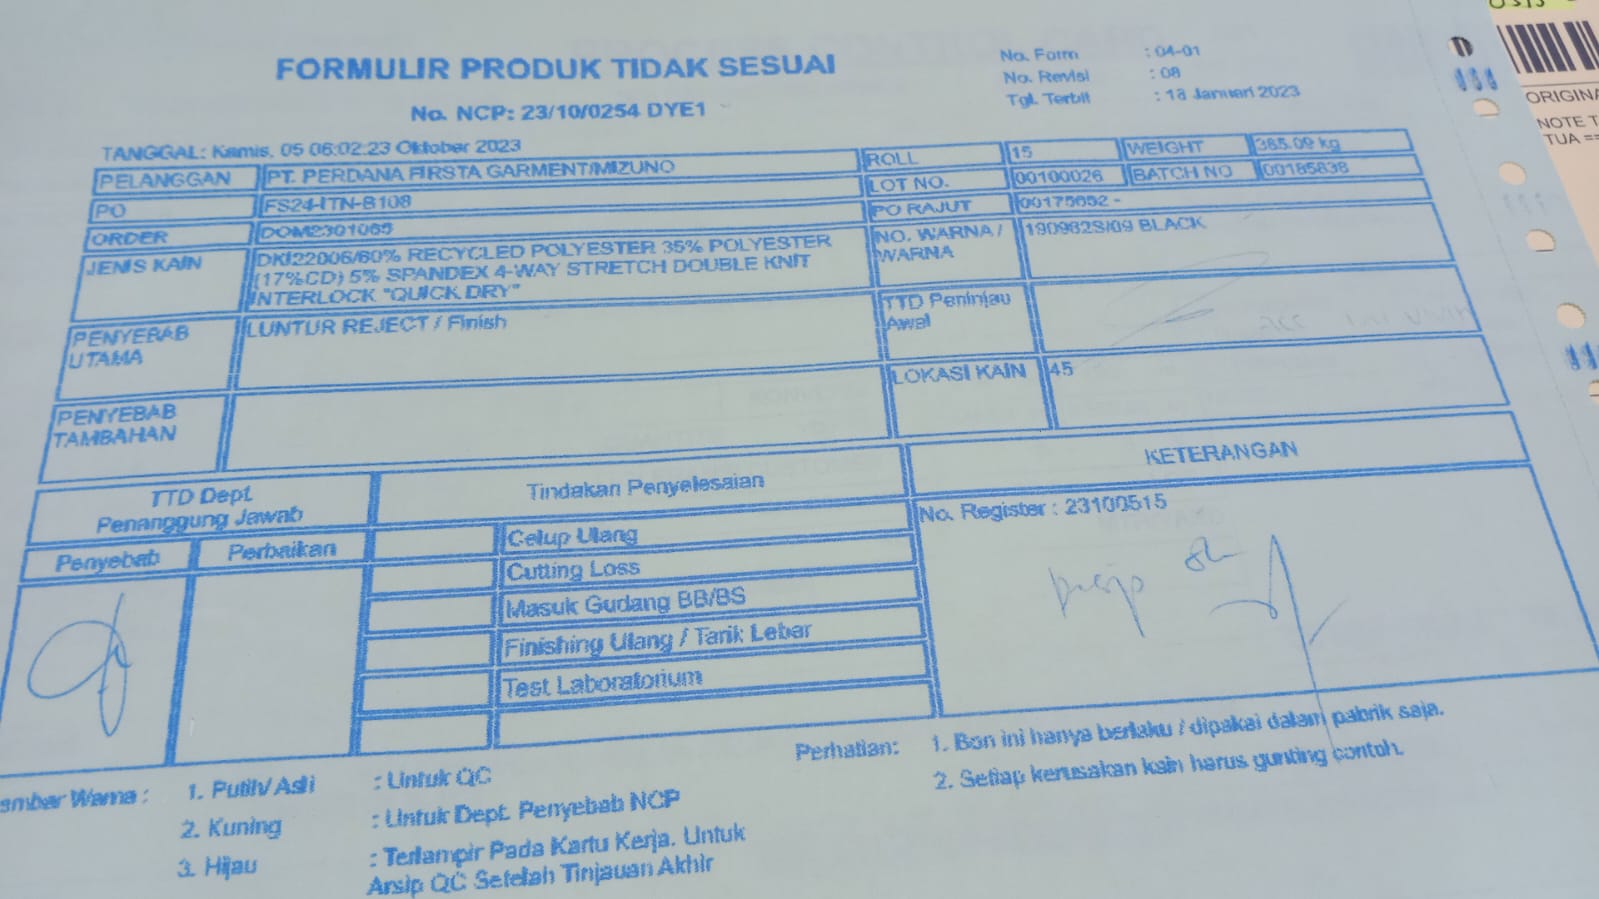 FORMULIR PRODUK TIDAK SESUAI
No. NCP: 23/10/0254 DYE1
No. Form : 04-01
No. Revisi : 08
Tgl. Terbit : 18 Januari 2023
TANGGAL: Kamis, 05 06:02:23 Oktober 2023
PELANGGAN PT. PERDANA FIRSTA GARMENT/MIZUNO ROLL 15 WEIGHT 385.09 kg
PO FS24-ITN-B108 LOT NO. 00100026 BATCH NO 00185838
ORDER DOM2301065 PO RAJUT 00175652 -
JENIS KAIN DKI22006/60% RECYCLED POLYESTER 35% POLYESTER
(17%CD) 5% SPANDEX 4-WAY STRETCH DOUBLE KNIT
INTERLOCK "QUICK DRY"
NO. WARNA /
WARNA
190982S/09 BLACK
PENYEBAB
UTAMA
LUNTUR REJECT / Finish
TTD Peninjau
Awal
PENYEBAB
TAMBAHAN
LOKASI KAIN 45
TTD Dept.
Penanggung Jawab
Tindakan Penyelesaian
KETERANGAN
Penyebab Perbaikan
Celup Ulang
Cutting Loss
Masuk Gudang BB/BS
Finishing Ulang / Tarik Lebar
Test Laboratorium
No. Register : 23100515
Warna :
1. Putih/ Asli : Untuk QC
2. Kuning : Untuk Dept. Penyebab NCP
3. Hijau : Terlampir Pada Kartu Kerja. Untuk
Arsip QC Setelah Tinjauan Akhir
Perhatian:
1. Bon ini hanya berlaku / dipakai dalam pabrik saja.
2. Setiap kerusakan kain harus gunting contoh.